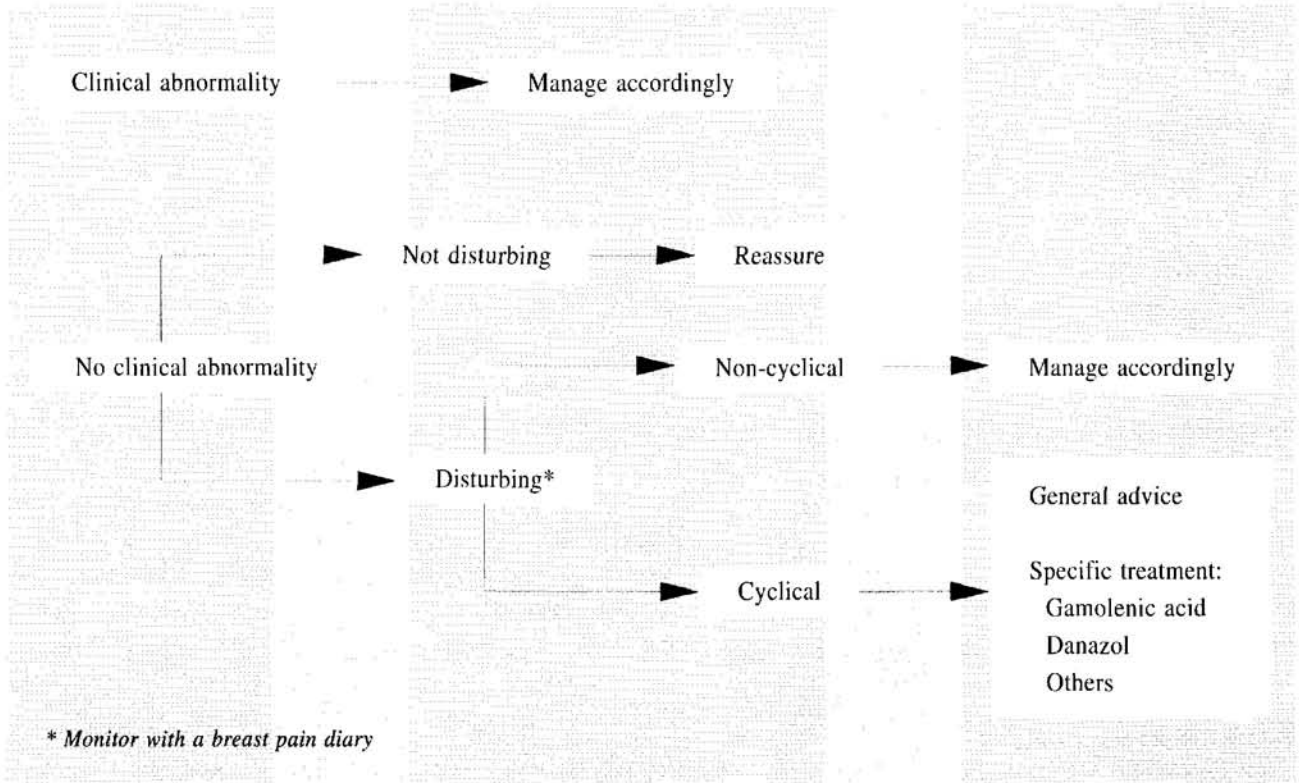 Clinical abnormality
Manage accordingly
Not disturbing
Reassure
No clinical abnormality
Non-cyclical
Manage accordingly
Disturbing*
General advice
Cyclical
Specific treatment:
Gamolenic acid
Danazol
Others
* Monitor with a breast pain diary